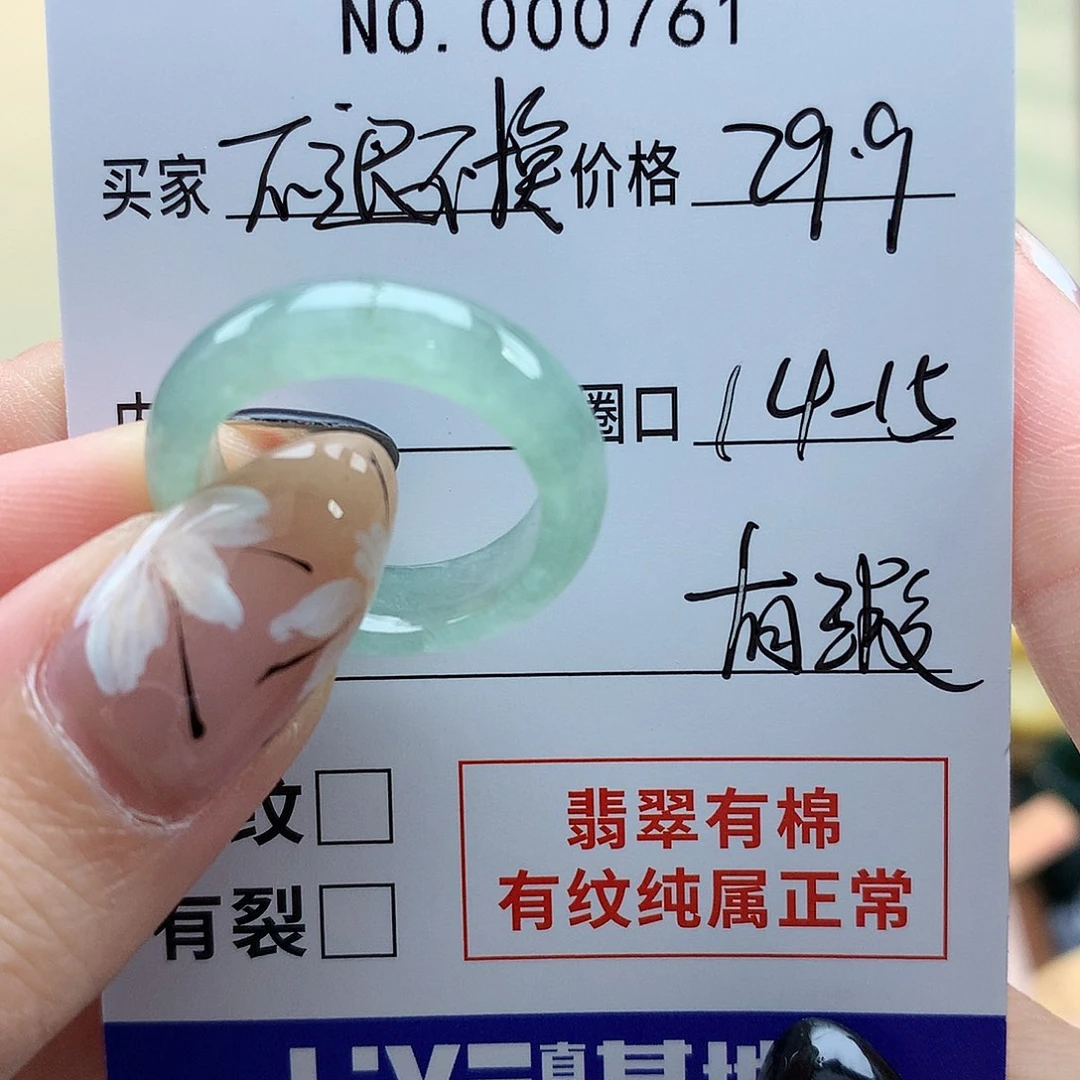 NO. 000761
买家 不退不换 价格 29.9
内 圈口 14-15
有瑕
纹 □ 翡翠有棉
有裂 □ 有纹纯属正常